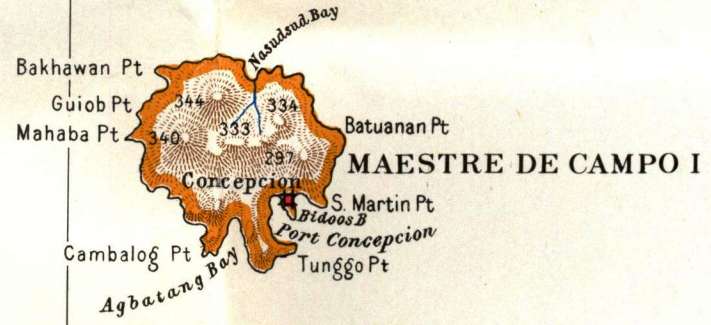 Nasudsud Bay
Bakhawan Pt
Guiob Pt
344
334
Mahaba Pt
340
333
Batuanan Pt
297
MAESTRE DE CAMPO I
Concepcion
S. Martin Pt
Bidoos B
Port Concepcion
Cambalog Pt
Tunggo Pt
Agbatang Bay